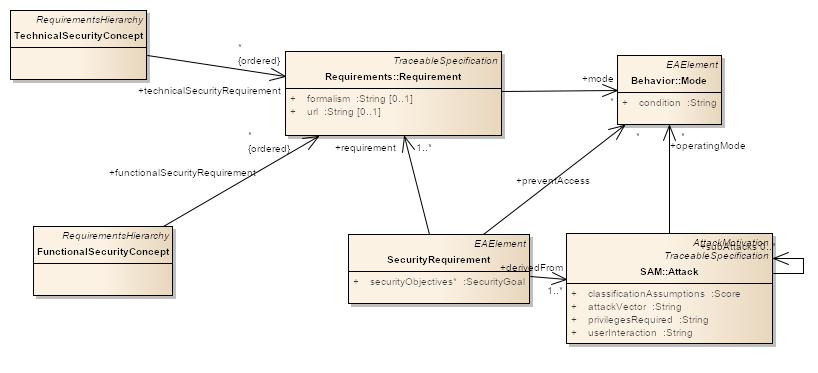 RequirementsHierarchy
TechnicalSecurityConcept
*
{ordered}
+technicalSecurityRequirement
TraceableSpecification
Requirements::Requirement
+ formalism :String [0..1]
+ url :String [0..1]
+mode
*
EAElement
Behavior::Mode
+ condition :String
*
{ordered}
+functionalSecurityRequirement
+requirement
1..*
*
+preventAccess
*
+operatingMode
RequirementsHierarchy
FunctionalSecurityConcept
EAElement
SecurityRequirement
+ securityObjectives* :SecurityGoal
+derivedFrom
1..*
AttackMotivation
+subAttacks 0..*
TraceableSpecification
SAM::Attack
+ classificationAssumptions :Score
+ attackVector :String
+ privilegesRequired :String
+ userInteraction :String